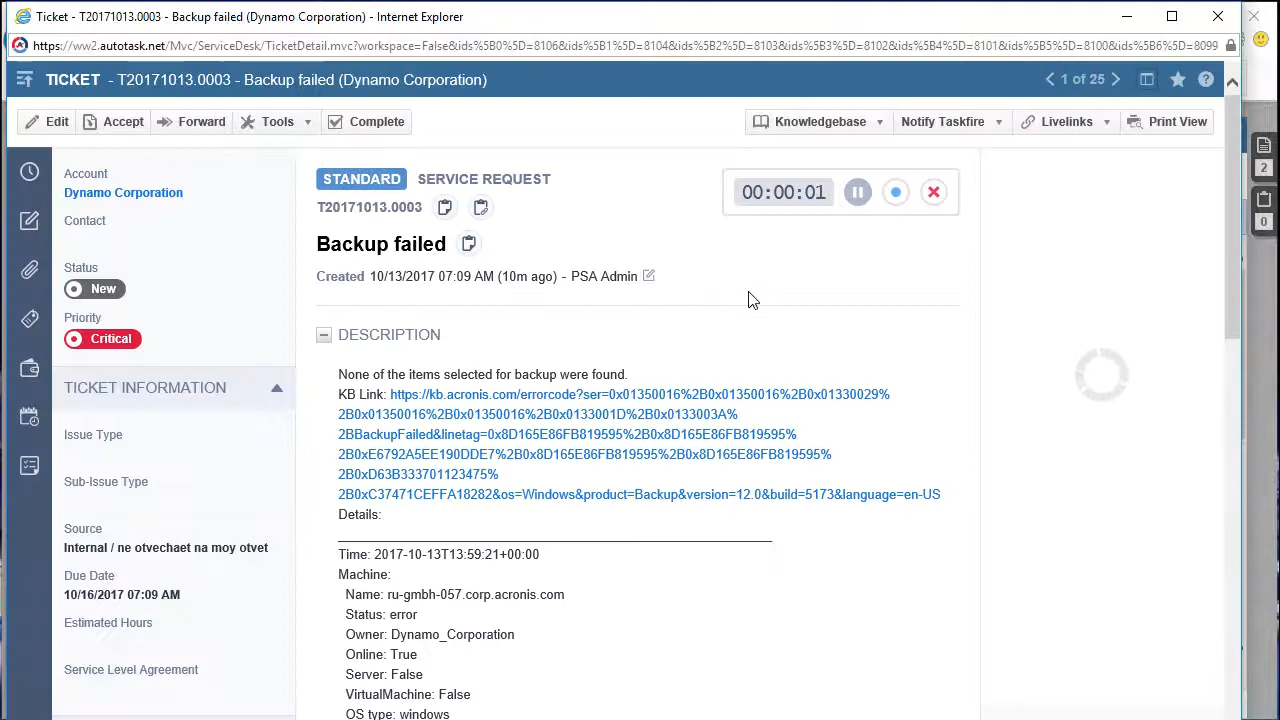 Ticket - T20171013.0003 - Backup failed (Dynamo Corporation) - Internet Explorer
https://ww2.autotask.net/Mvc/ServiceDesk/TicketDetail.mvc?workspace=False&ids%5B0%5D=8106&ids%5B1%5D=8104&ids%5B2%5D=8103&ids%5B3%5D=8102&ids%5B4%5D=8101&ids%5B5%5D=8100&ids%5B6%5D=8099
TICKET - T20171013.0003 - Backup failed (Dynamo Corporation)
1 of 25
Edit Accept Forward Tools Complete Knowledgebase Notify Taskfire Livelinks Print View
Account
Dynamo Corporation
Contact
Status
New
Priority
Critical
TICKET INFORMATION
Issue Type
Sub-Issue Type
Source
Internal / ne otvechaet na moy otvet
Due Date
10/16/2017 07:09 AM
Estimated Hours
Service Level Agreement
STANDARD SERVICE REQUEST
T20171013.0003
00:00:01
Backup failed
Created 10/13/2017 07:09 AM (10m ago) - PSA Admin
DESCRIPTION
None of the items selected for backup were found.
KB Link: https://kb.acronis.com/errorcode?ser=0x01350016%2B0x01350016%2B0x01330029%
2B0x01350016%2B0x01350016%2B0x0133001D%2B0x0133003A%
2BBackupFailed&linetag=0x8D165E86FB819595%2B0x8D165E86FB819595%
2B0xE6792A5EE190DDE7%2B0x8D165E86FB819595%2B0x8D165E86FB819595%
2B0xD63B333701123475%
2B0xC37471CEFFA18282&os=Windows&product=Backup&version=12.0&build=5173&language=en-US
Details:
Time: 2017-10-13T13:59:21+00:00
Machine:
Name: ru-gmbh-057.corp.acronis.com
Status: error
Owner: Dynamo_Corporation
Online: True
Server: False
VirtualMachine: False
OS type: windows
2
0